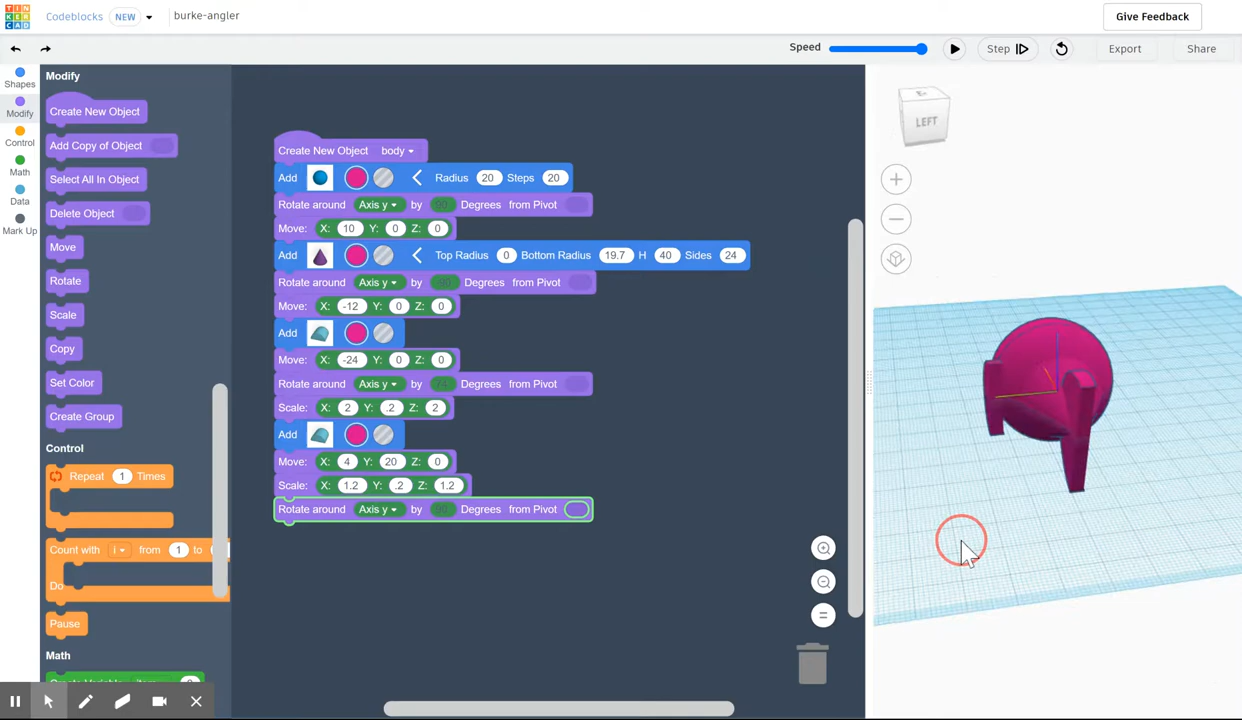 TIN
KER
CAD
Codeblocks NEW burke-angler Give Feedback
Speed Step Export Share
Shapes
Modify
Control
Math
Data
Mark Up
Modify
Create New Object
Add Copy of Object
Select All In Object
Delete Object
Move
Rotate
Scale
Copy
Set Color
Create Group
Control
Repeat 1 Times
Count with i from 1 to
Do
Pause
Math
Create New Object body
Add Radius 20 Steps 20
Rotate around Axis y by 90 Degrees from Pivot
Move: X: 10 Y: 0 Z: 0
Add Top Radius 0 Bottom Radius 19.7 H 40 Sides 24
Rotate around Axis y by Degrees from Pivot
Move: X: -12 Y: 0 Z: 0
Add
Move: X: -24 Y: 0 Z: 0
Rotate around Axis y by Degrees from Pivot
Scale: X: 2 Y: .2 Z: 2
Add
Move: X: 4 Y: 20 Z: 0
Scale: X: 1.2 Y: .2 Z: 1.2
Rotate around Axis y by Degrees from Pivot
LEFT